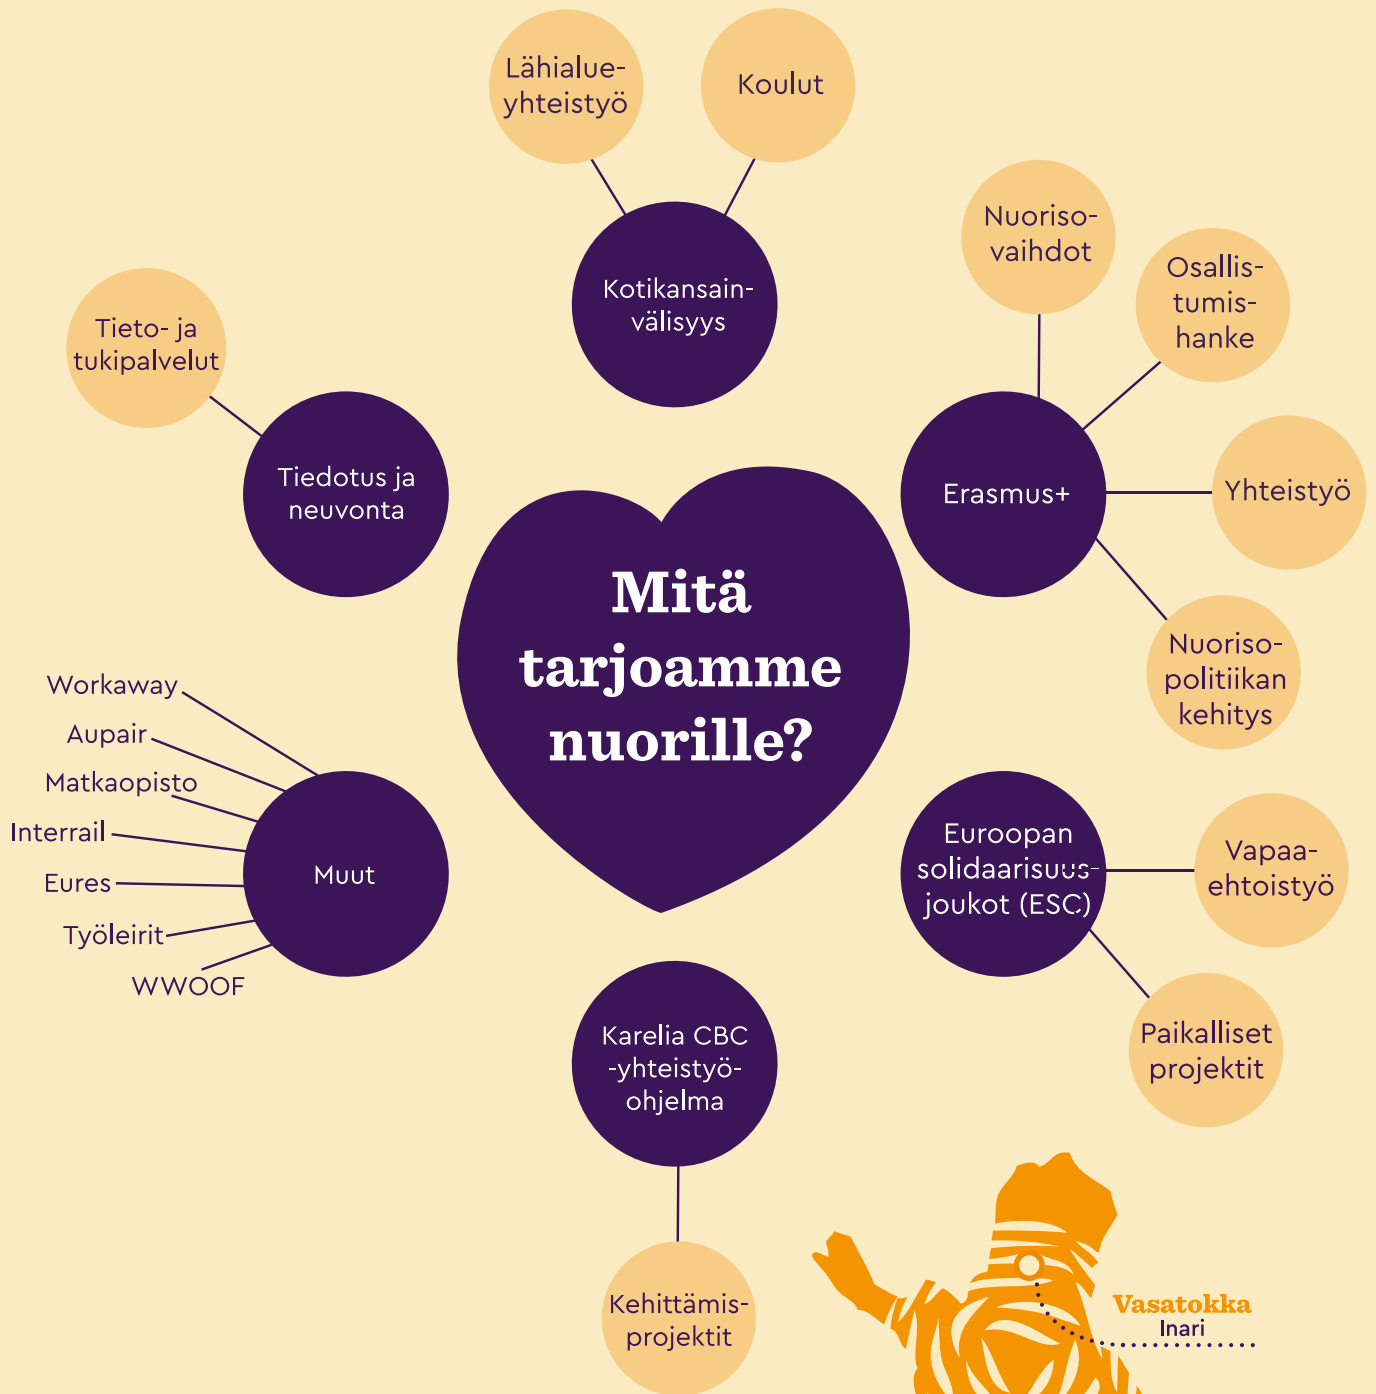 Lähialue-
yhteistyö
Koulut
Kotikansain-
välisyys
Nuoriso-
vaihdot
Osallis-
tumis-
hanke
Erasmus+
Yhteistyö
Nuoriso-
politiikan
kehitys
Tieto- ja
tukipalvelut
Tiedotus ja
neuvonta
Mitä
tarjoamme
nuorille?
Workaway
Aupair
Matkaopisto
Interrail
Eures
Työleirit
WWOOF
Muut
Euroopan
solidaarisuus-
joukot (ESC)
Vapaa-
ehtoistyö
Paikalliset
projektit
Karelia CBC
-yhteistyö-
ohjelma
Kehittämis-
projektit
Vasatokka
Inari